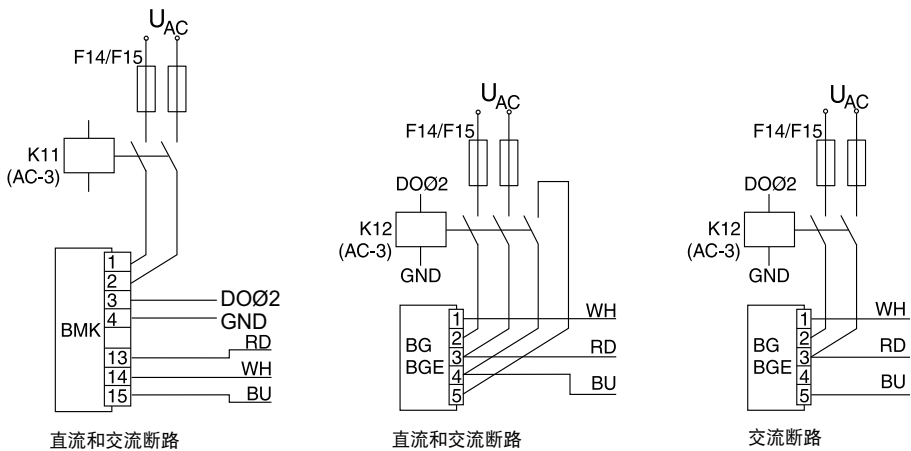 UAC
F14/F15
K11
(AC-3)
BMK
1
2
3
4
13
14
15
DOØ2
GND
RD
WH
BU
直流和交流断路
UAC
F14/F15
DOØ2
K12
(AC-3)
GND
BG
BGE
1
2
3
4
5
WH
RD
BU
直流和交流断路
UAC
F14/F15
DOØ2
K12
(AC-3)
GND
BG
BGE
1
2
3
4
5
WH
RD
BU
交流断路